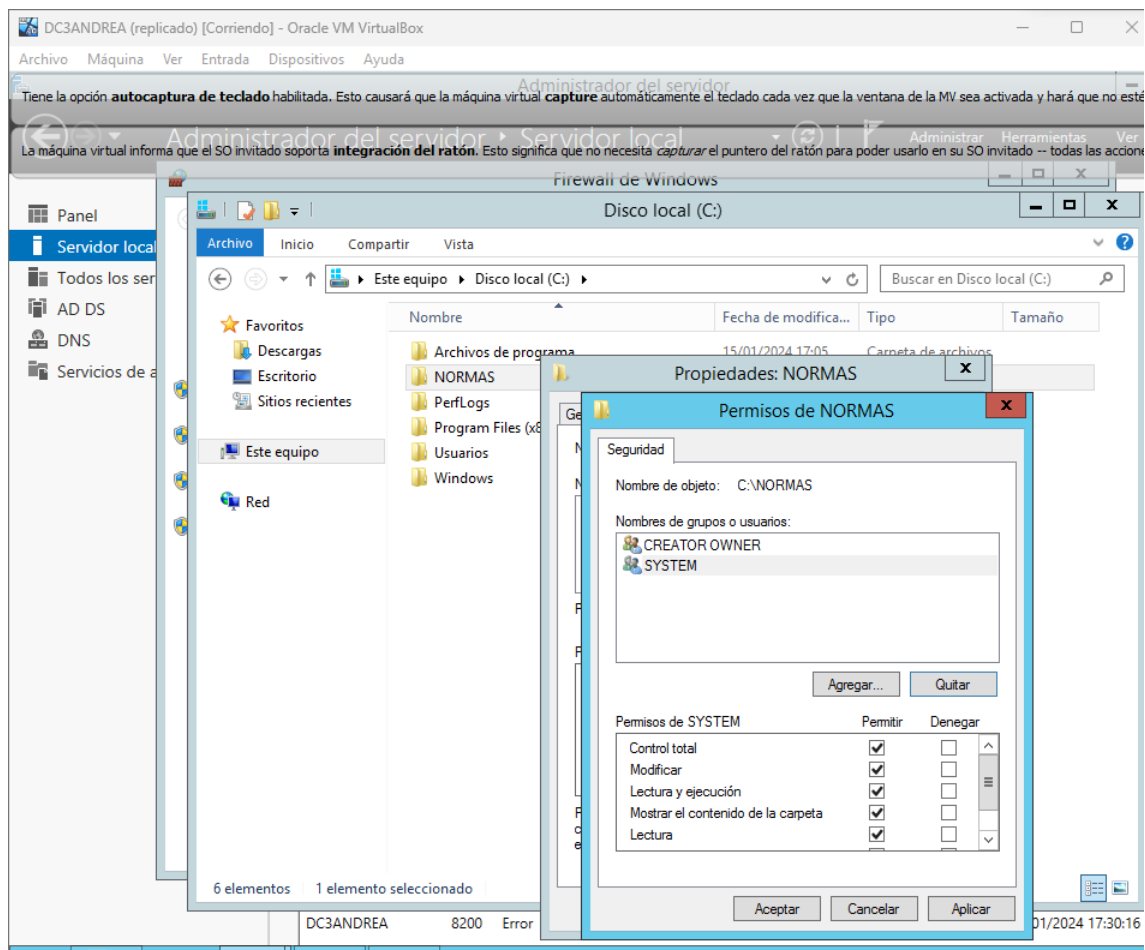 DC3ANDREA (replicado) [Corriendo] - Oracle VM VirtualBox
Archivo Máquina Ver Entrada Dispositivos Ayuda
Administrador del servidor
Tiene la opción autocaptura de teclado habilitada. Esto causará que la máquina virtual capture automáticamente el teclado cada vez que la ventana de la MV sea activada y hará que no esté
Administrador del servidor Servidor local Administrar Herramientas Ver
La máquina virtual informa que el SO invitado soporta integración del ratón. Esto significa que no necesita capturar el puntero del ratón para poder usarlo en su SO invitado -- todas las accione
Firewall de Windows
Panel
Servidor local
Todos los ser
AD DS
DNS
Servicios de a
Disco local (C:)
Archivo Inicio Compartir Vista
Este equipo Disco local (C:)
Buscar en Disco local (C:)
Favoritos
Descargas
Escritorio
Sitios recientes
Este equipo
Red
Nombre Fecha de modifica... Tipo Tamaño
Archivos de programa 15/01/2024 17:05 Carpeta de archivos
NORMAS
PerfLogs
Program Files (x8
Usuarios
Windows
6 elementos 1 elemento seleccionado
Propiedades: NORMAS
Ge
Permisos de NORMAS
Seguridad
Nombre de objeto: C:\NORMAS
Nombres de grupos o usuarios:
CREATOR OWNER
SYSTEM
Agregar... Quitar
Permisos de SYSTEM Permitir Denegar
Control total
Modificar
Lectura y ejecución
Mostrar el contenido de la carpeta
Lectura
Aceptar Cancelar Aplicar
DC3ANDREA 8200 Error 01/2024 17:30:16